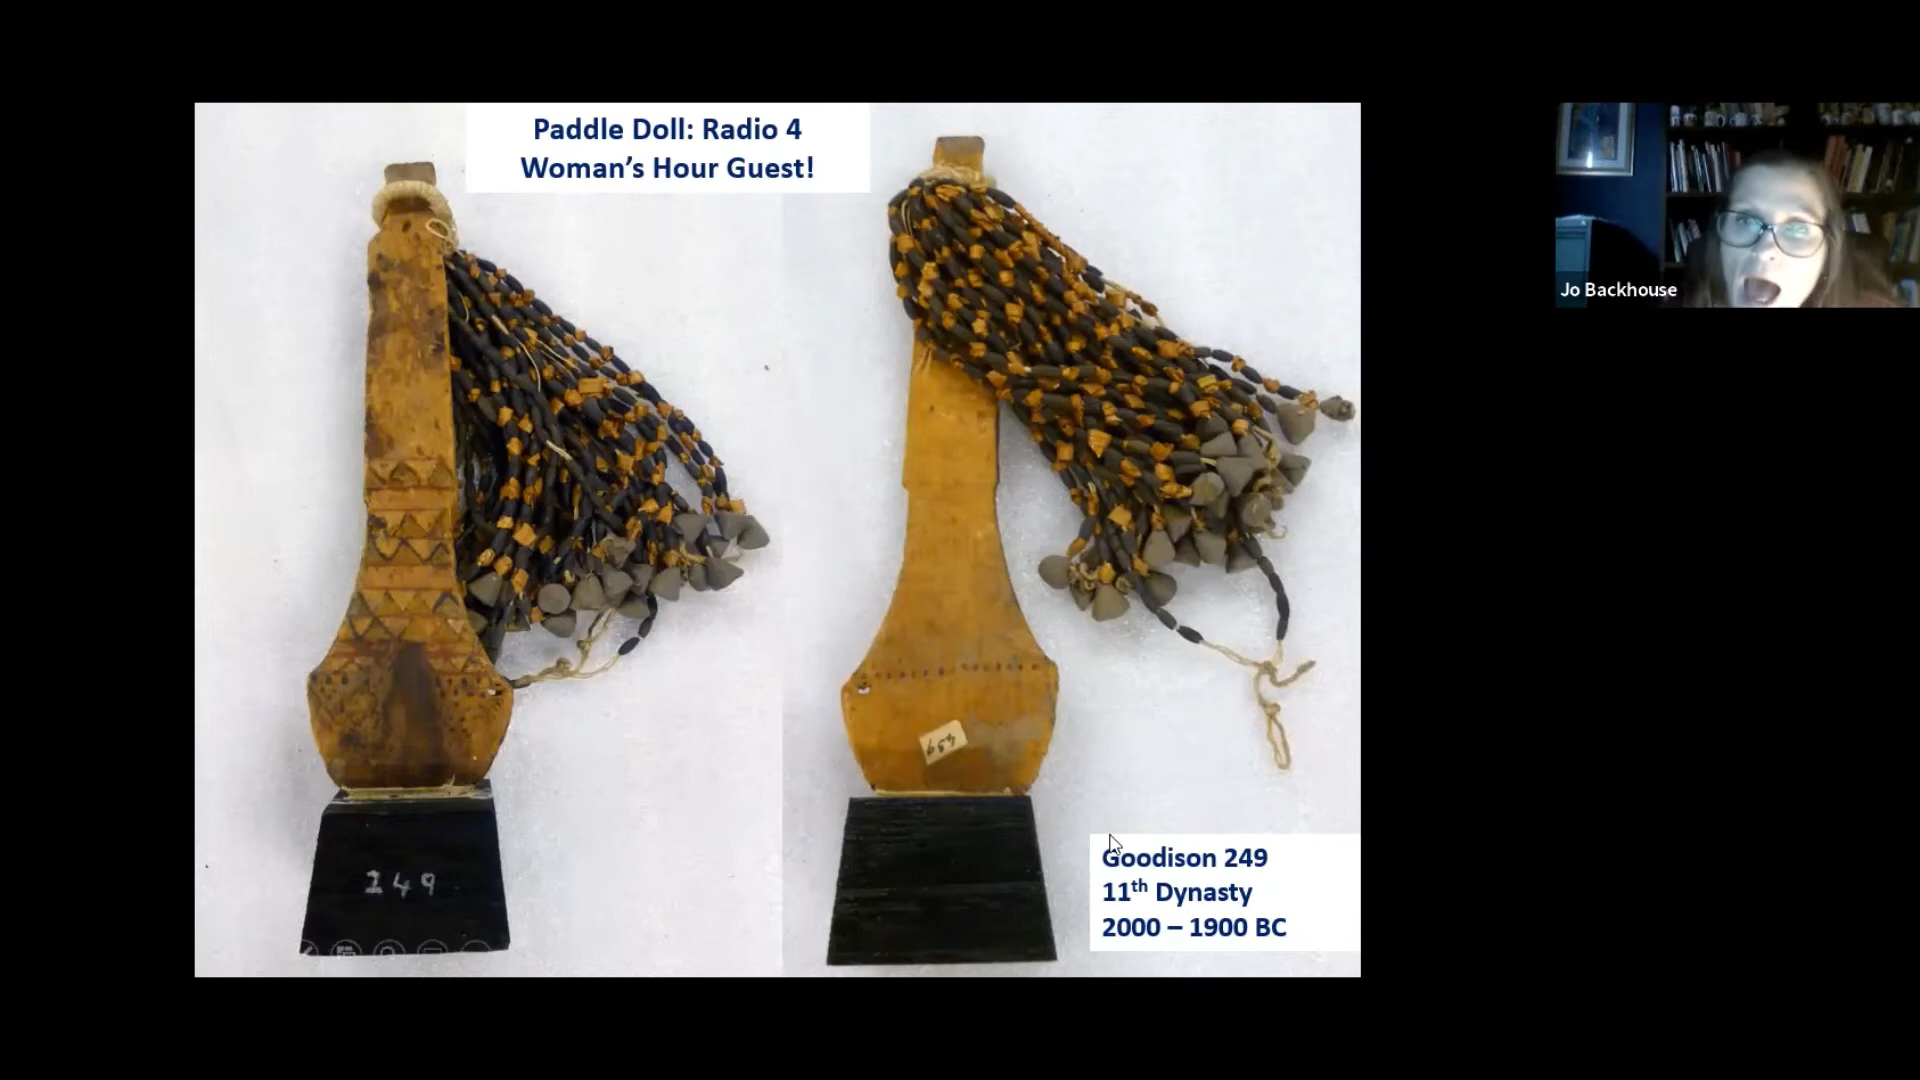 Paddle Doll: Radio 4
Woman's Hour Guest!
Jo Backhouse
249
Goodison 249
11th Dynasty
2000 – 1900 BC